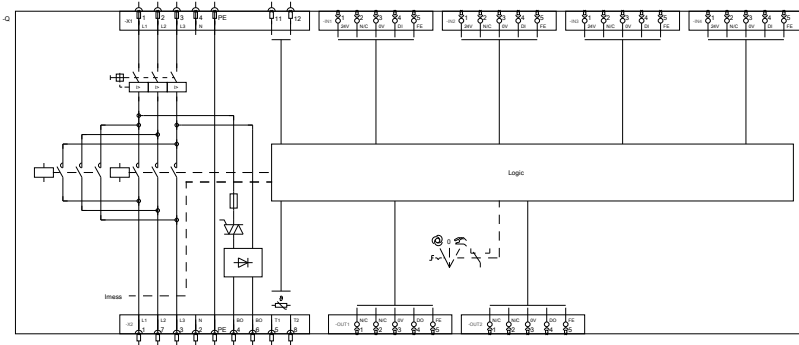 -Q
-X1 1 2 3 4 PE 11 12
L1 L2 L3 N
-IN1 1 2 3 4 5
24V N/C 0V DI FE
-IN2 1 2 3 4 5
24V N/C 0V DI FE
-IN3 1 2 3 4 5
24V N/C 0V DI FE
-IN4 1 2 3 4 5
24V N/C 0V DI FE
I> I> I>
Logic
0
Imess
-X2 L1 L2 L3 N BD BD T1 T2
1 7 3 2 PE 4 6 5 8
-OUT1 N/C N/C 0V DO FE
1 2 3 4 5
-OUT2 N/C N/C 0V DO FE
1 2 3 4 5